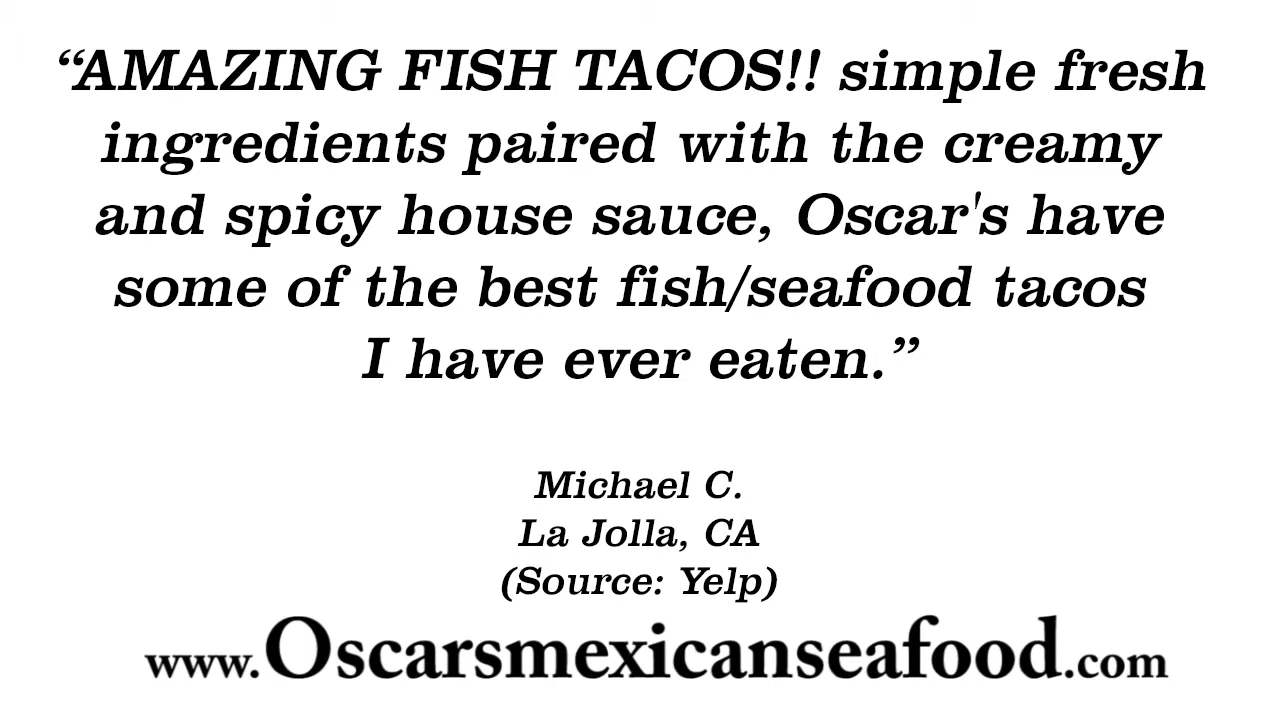 “AMAZING FISH TACOS!! simple fresh
ingredients paired with the creamy
and spicy house sauce, Oscar's have
some of the best fish/seafood tacos
I have ever eaten.”
Michael C.
La Jolla, CA
(Source: Yelp)
www.Oscarsmexicanseafood.com